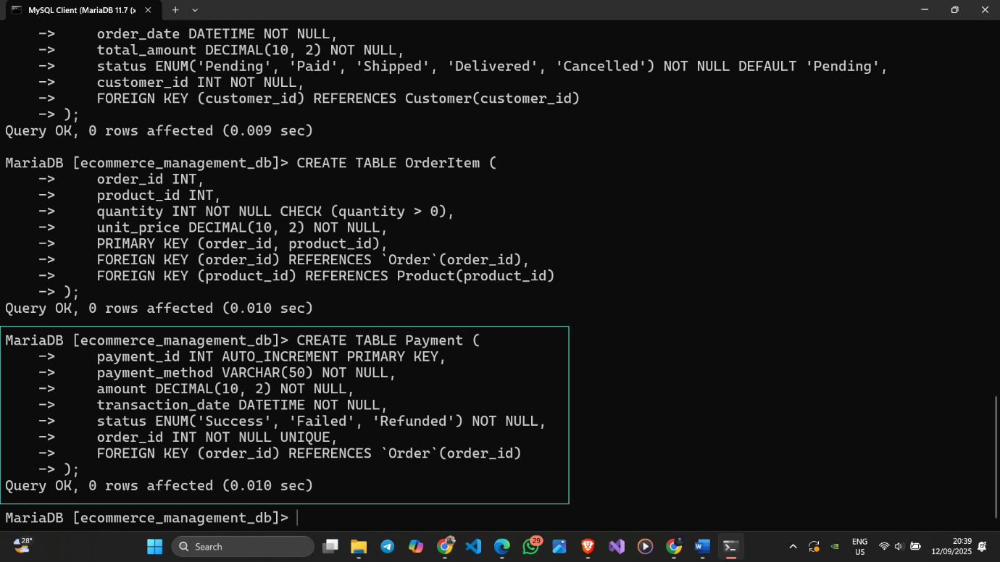 MySQL Client (MariaDB 11.7 (x
-> order_date DATETIME NOT NULL,
-> total_amount DECIMAL(10, 2) NOT NULL,
-> status ENUM('Pending', 'Paid', 'Shipped', 'Delivered', 'Cancelled') NOT NULL DEFAULT 'Pending',
-> customer_id INT NOT NULL,
-> FOREIGN KEY (customer_id) REFERENCES Customer(customer_id)
-> );
Query OK, 0 rows affected (0.009 sec)
MariaDB [ecommerce_management_db]> CREATE TABLE OrderItem (
-> order_id INT,
-> product_id INT,
-> quantity INT NOT NULL CHECK (quantity > 0),
-> unit_price DECIMAL(10, 2) NOT NULL,
-> PRIMARY KEY (order_id, product_id),
-> FOREIGN KEY (order_id) REFERENCES `Order`(order_id),
-> FOREIGN KEY (product_id) REFERENCES Product(product_id)
-> );
Query OK, 0 rows affected (0.010 sec)
MariaDB [ecommerce_management_db]> CREATE TABLE Payment (
-> payment_id INT AUTO_INCREMENT PRIMARY KEY,
-> payment_method VARCHAR(50) NOT NULL,
-> amount DECIMAL(10, 2) NOT NULL,
-> transaction_date DATETIME NOT NULL,
-> status ENUM('Success', 'Failed', 'Refunded') NOT NULL,
-> order_id INT NOT NULL UNIQUE,
-> FOREIGN KEY (order_id) REFERENCES `Order`(order_id)
-> );
Query OK, 0 rows affected (0.010 sec)
MariaDB [ecommerce_management_db]>
28°
Search
29
ENG
US
20:39
12/09/2025